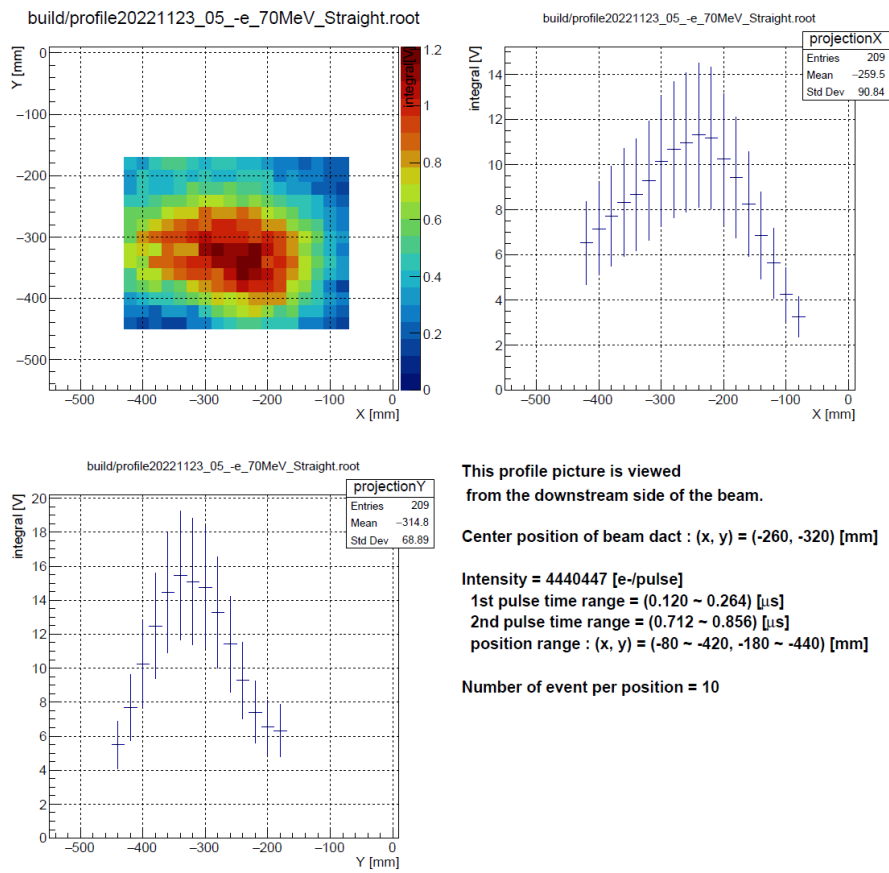 build/profile20221123_05_-e_70MeV_Straight.root
Y [mm]
0
−100
−200
−300
−400
−500
−500
−400
−300
−200
−100
0
X [mm]
integral[V]
1.2
1
0.8
0.6
0.4
0.2
0
build/profile20221123_05_-e_70MeV_Straight.root
projectionX
Entries 209
Mean −259.5
Std Dev 90.84
integral [V]
14
12
10
8
6
4
2
0
−500
−400
−300
−200
−100
0
X [mm]
build/profile20221123_05_-e_70MeV_Straight.root
projectionY
Entries 209
Mean −314.8
Std Dev 68.89
integral [V]
20
18
16
14
12
10
8
6
4
2
0
−500
−400
−300
−200
−100
0
Y [mm]
This profile picture is viewed
from the downstream side of the beam.
Center position of beam dact : (x, y) = (-260, -320) [mm]
Intensity = 4440447 [e-/pulse]
1st pulse time range = (0.120 ~ 0.264) [μs]
2nd pulse time range = (0.712 ~ 0.856) [μs]
position range : (x, y) = (-80 ~ -420, -180 ~ -440) [mm]
Number of event per position = 10